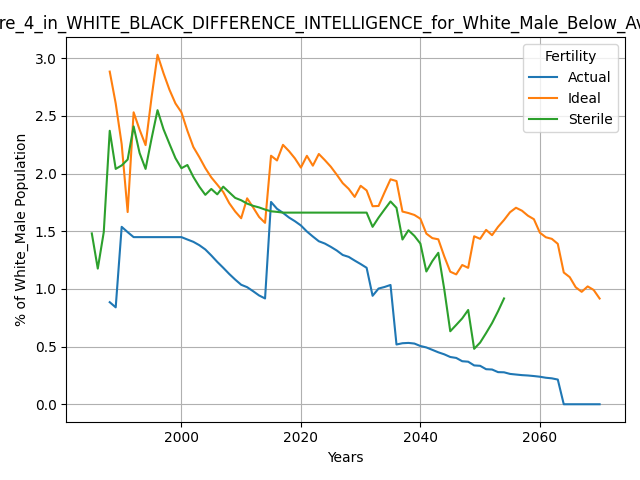 re_4_in_WHITE_BLACK_DIFFERENCE_INTELLIGENCE_for_White_Male_Below_Av
Fertility
Actual
Ideal
Sterile
% of White_Male Population
3.0
2.5
2.0
1.5
1.0
0.5
0.0
2000 2020 2040 2060
Years